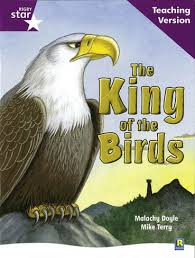 RIGBY
star
Teaching
Version
The
King
of the
Birds
Malachy Doyle
Mike Terry
R